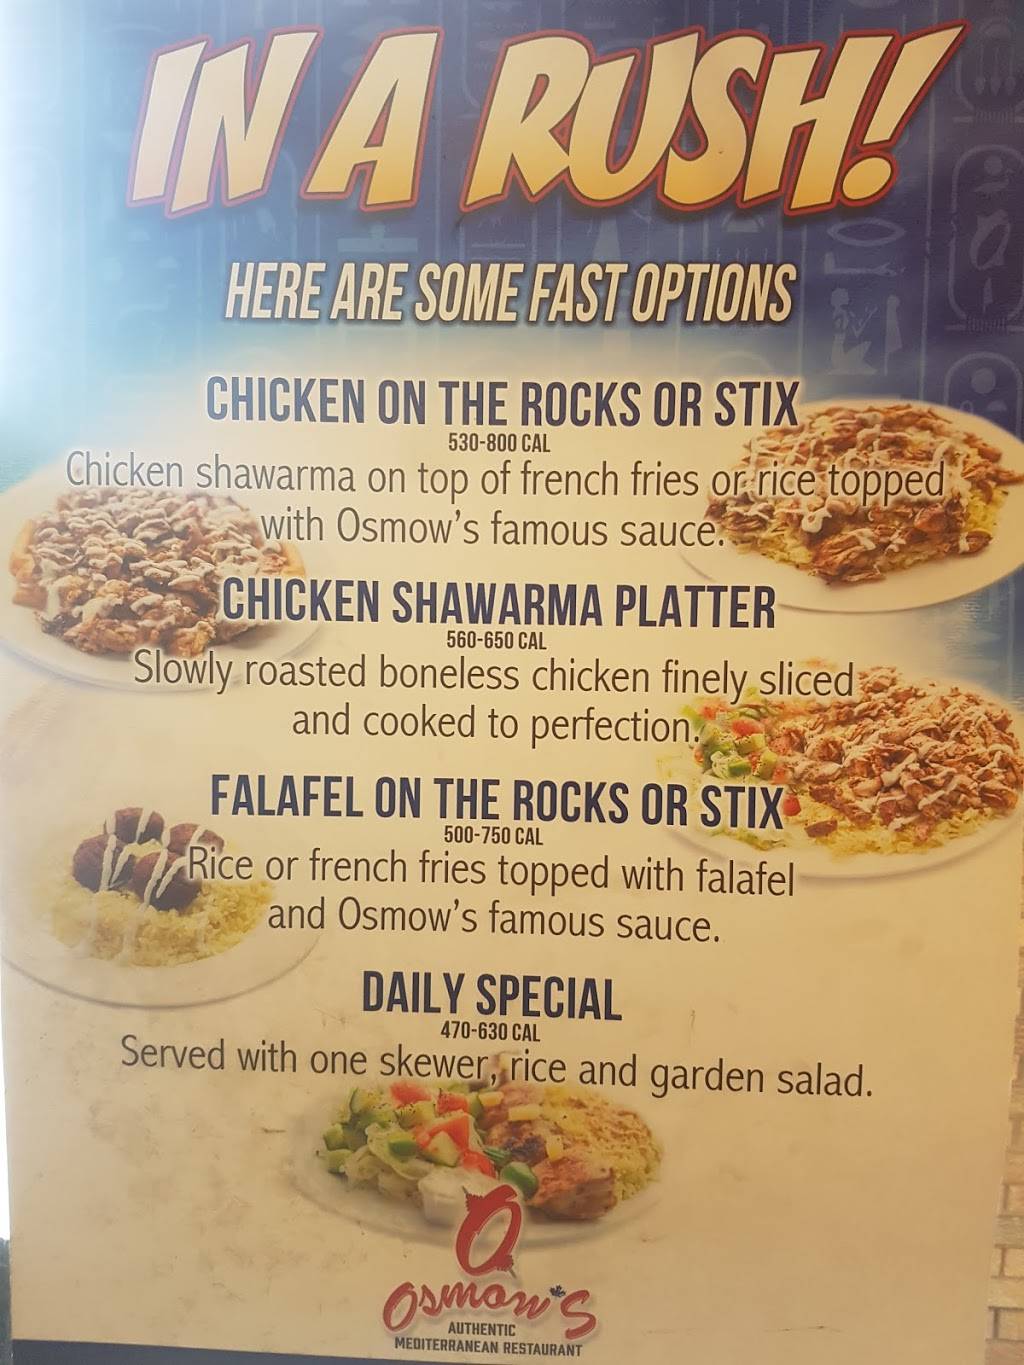 IN A RUSH!
HERE ARE SOME FAST OPTIONS
CHICKEN ON THE ROCKS OR STIX
530-800 CAL
Chicken shawarma on top of french fries or rice topped
with Osmow's famous sauce.
CHICKEN SHAWARMA PLATTER
560-650 CAL
Slowly roasted boneless chicken finely sliced
and cooked to perfection.
FALAFEL ON THE ROCKS OR STIX
500-750 CAL
Rice or french fries topped with falafel
and Osmow's famous sauce.
DAILY SPECIAL
470-630 CAL
Served with one skewer, rice and garden salad.
Osmow's
AUTHENTIC
MEDITERRANEAN RESTAURANT